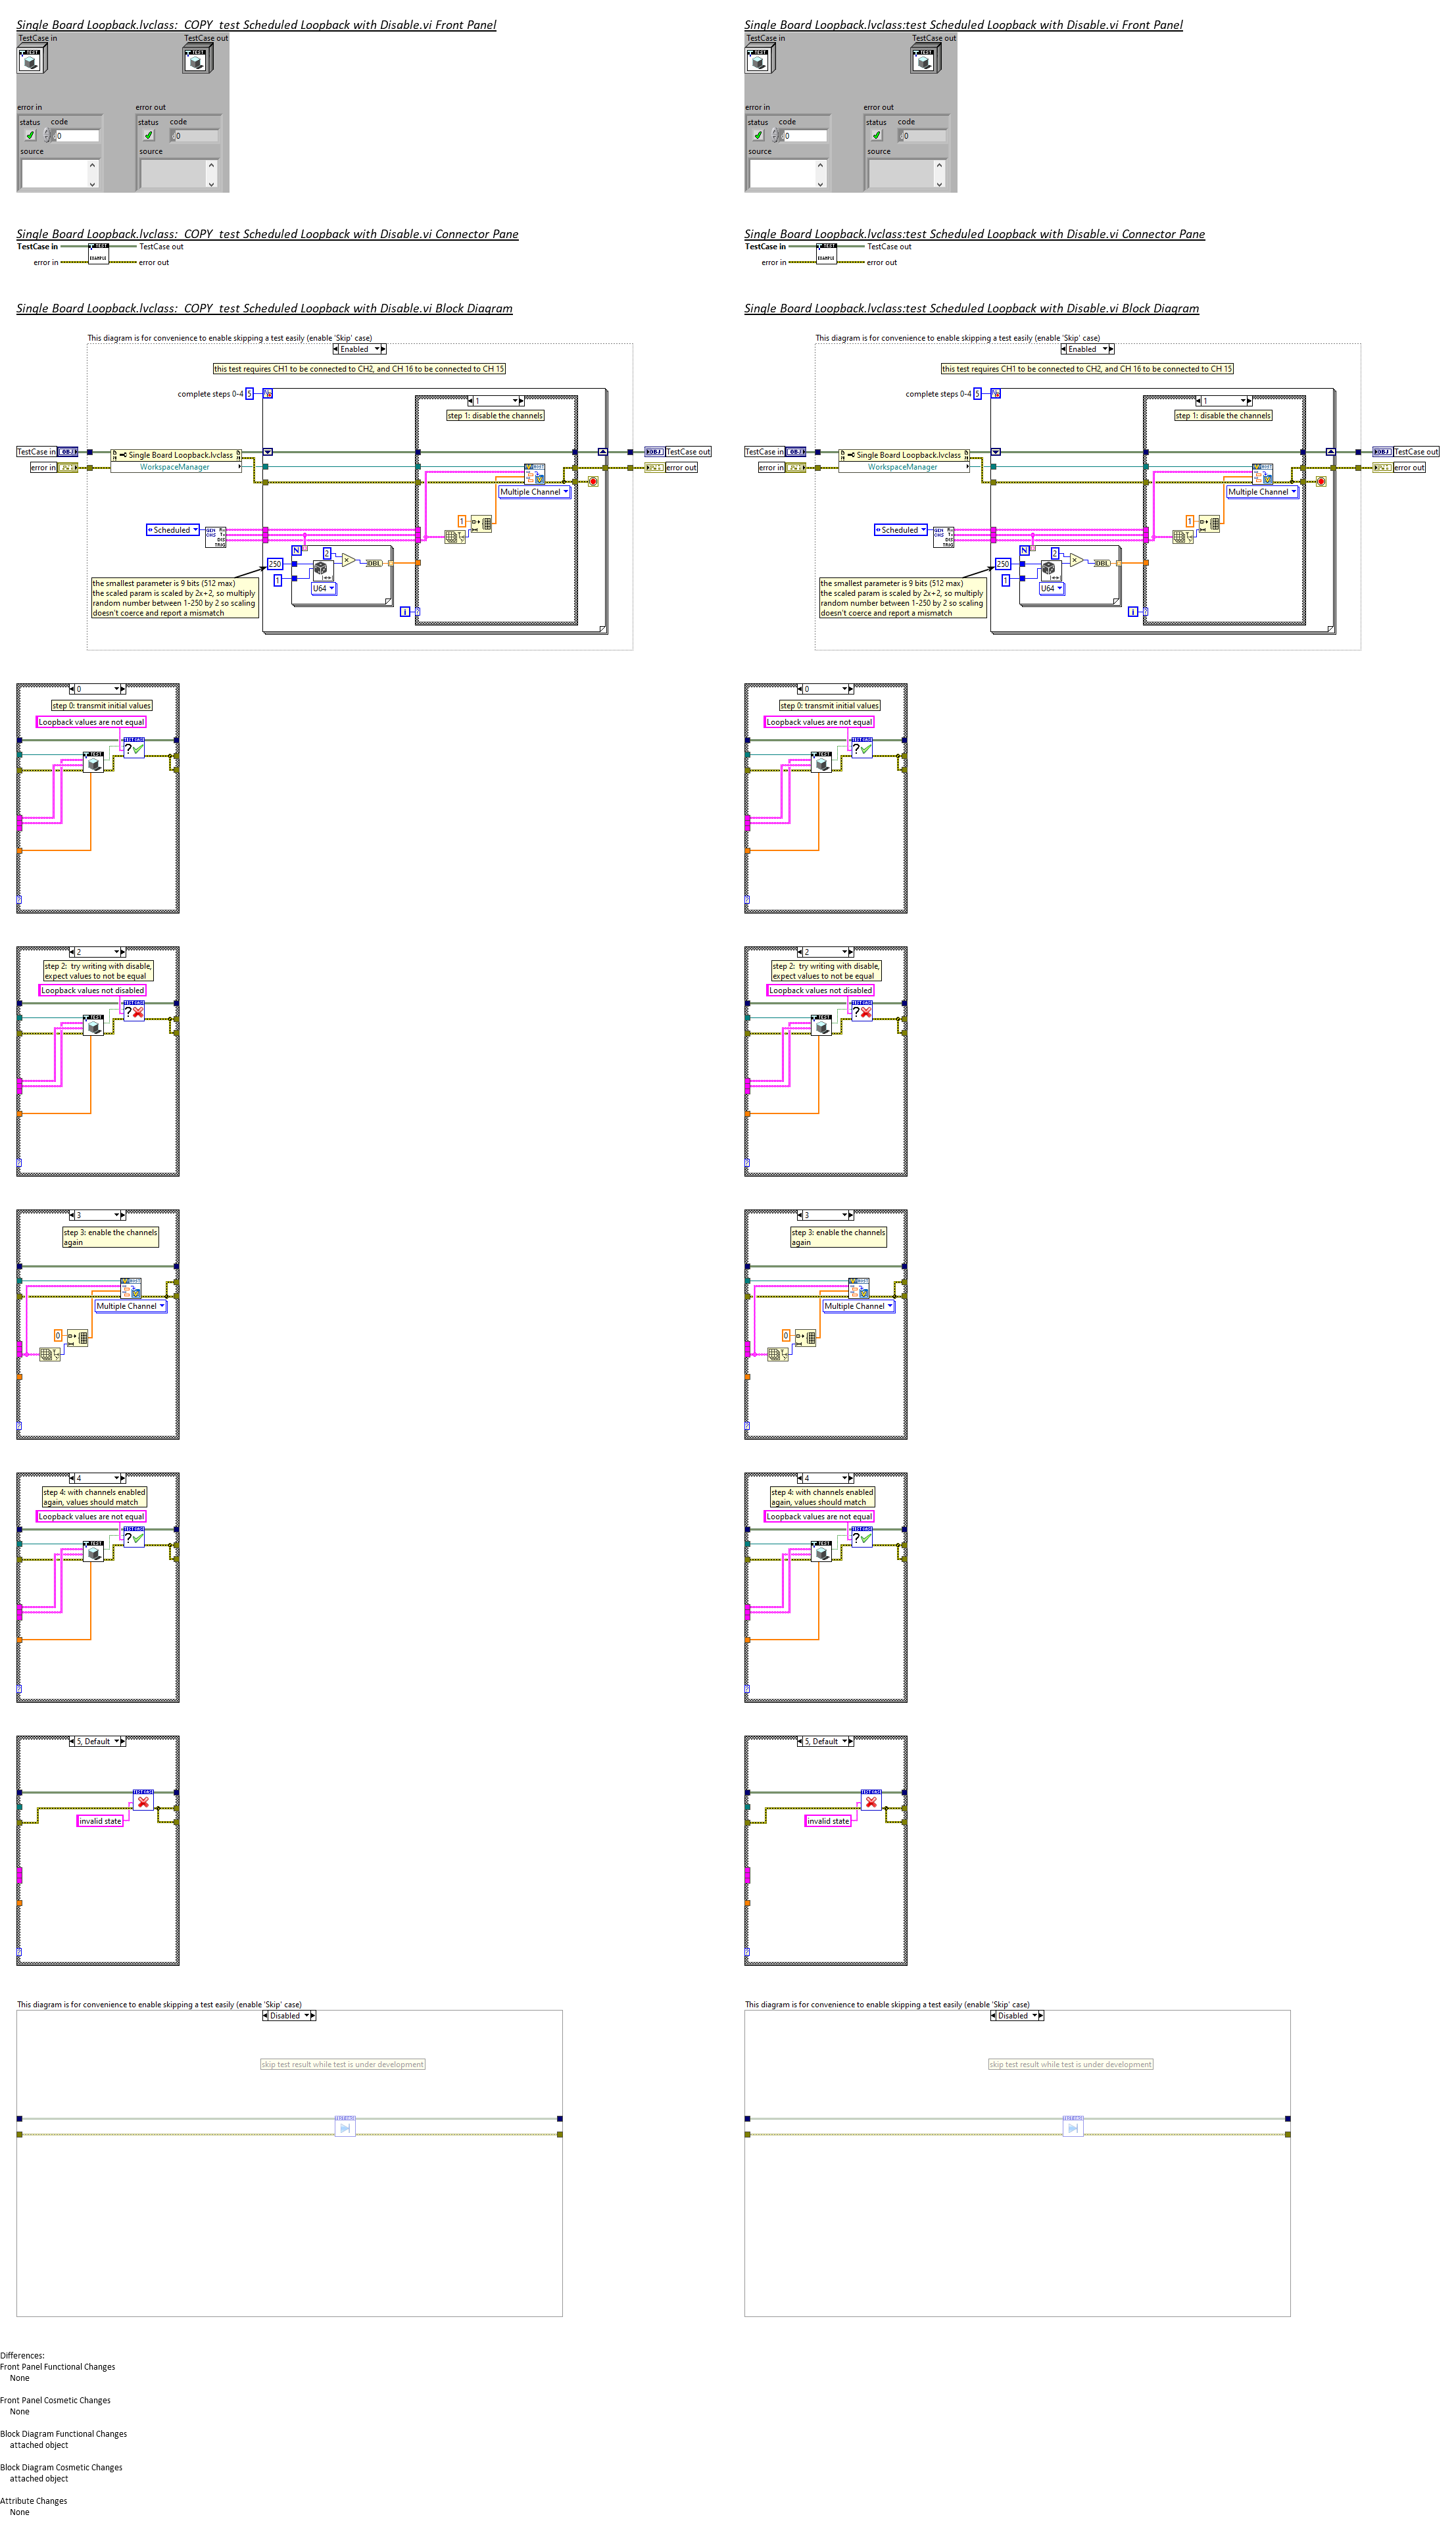 Single Board Loopback.lvclass:  COPY  test Scheduled Loopback with Disable.vi Front Panel
TestCase in
TestCase out
TEST
TEST
error in
error out
status
code
status
code
0
0
source
source
Single Board Loopback.lvclass:  COPY  test Scheduled Loopback with Disable.vi Connector Pane
TestCase in
TestCase out
TEST
EXAMPLE
error in
error out
Single Board Loopback.lvclass:  COPY  test Scheduled Loopback with Disable.vi Block Diagram
This diagram is for convenience to enable skipping a test easily (enable 'Skip' case)
Enabled
this test requires CH1 to be connected to CH2, and CH 16 to be connected to CH 15
complete steps 0-4
5
1
step 1: disable the channels
TestCase in
OBJ
Single Board Loopback.lvclass
OBJ
TestCase out
error in
WorkspaceManager
error out
Multiple Channel
1
Scheduled
N
2
250
DBL
1
U64
the smallest parameter is 9 bits (512 max)
the scaled param is scaled by 2x+2, so multiply
random number between 1-250 by 2 so scaling
doesn't coerce and report a mismatch
i
0
step 0: transmit initial values
Loopback values are not equal
TEST
2
step 2:  try writing with disable,
expect values to not be equal
Loopback values not disabled
TEST
3
step 3: enable the channels
again
Multiple Channel
0
4
step 4: with channels enabled
again, values should match
Loopback values are not equal
TEST
5, Default
invalid state
This diagram is for convenience to enable skipping a test easily (enable 'Skip' case)
Disabled
skip test result while test is under development
Single Board Loopback.lvclass:test Scheduled Loopback with Disable.vi Front Panel
TestCase in
TestCase out
TEST
TEST
error in
error out
status
code
status
code
0
0
source
source
Single Board Loopback.lvclass:test Scheduled Loopback with Disable.vi Connector Pane
TestCase in
TestCase out
TEST
EXAMPLE
error in
error out
Single Board Loopback.lvclass:test Scheduled Loopback with Disable.vi Block Diagram
This diagram is for convenience to enable skipping a test easily (enable 'Skip' case)
Enabled
this test requires CH1 to be connected to CH2, and CH 16 to be connected to CH 15
complete steps 0-4
5
1
step 1: disable the channels
TestCase in
OBJ
Single Board Loopback.lvclass
OBJ
TestCase out
error in
WorkspaceManager
error out
Multiple Channel
1
Scheduled
N
2
250
DBL
1
U64
the smallest parameter is 9 bits (512 max)
the scaled param is scaled by 2x+2, so multiply
random number between 1-250 by 2 so scaling
doesn't coerce and report a mismatch
i
0
step 0: transmit initial values
Loopback values are not equal
TEST
2
step 2:  try writing with disable,
expect values to not be equal
Loopback values not disabled
TEST
3
step 3: enable the channels
again
Multiple Channel
0
4
step 4: with channels enabled
again, values should match
Loopback values are not equal
TEST
5, Default
invalid state
This diagram is for convenience to enable skipping a test easily (enable 'Skip' case)
Disabled
skip test result while test is under development
Differences:
Front Panel Functional Changes
None
Front Panel Cosmetic Changes
None
Block Diagram Functional Changes
attached object
Block Diagram Cosmetic Changes
attached object
Attribute Changes
None